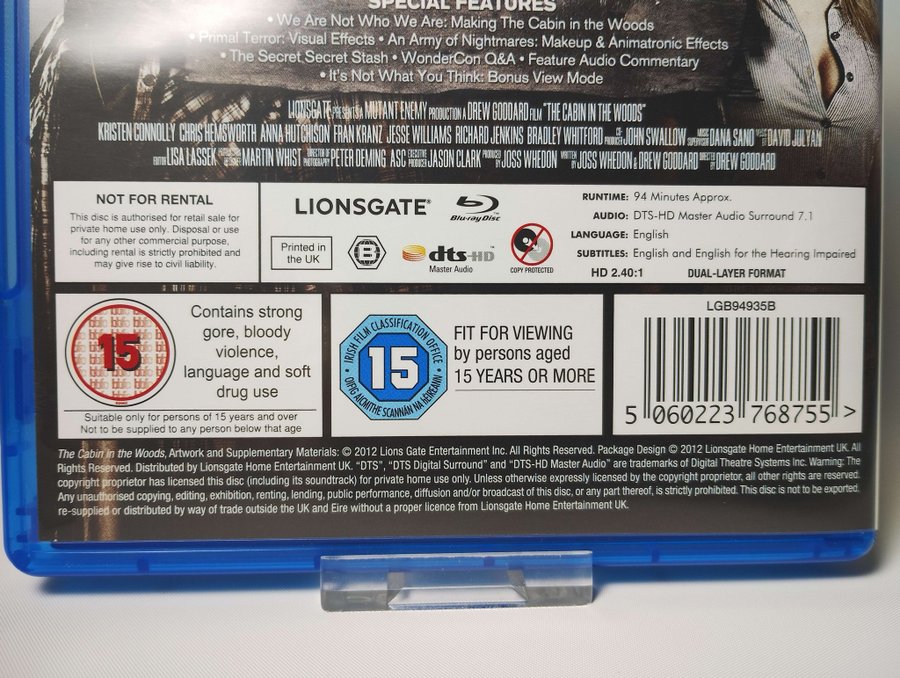 SPECIAL FEATURES
• We Are Not Who We Are: Making The Cabin in the Woods
• Primal Terror: Visual Effects • An Army of Nightmares: Makeup & Animatronic Effects
• The Secret Secret Stash • WonderCon Q&A • Feature Audio Commentary
• It's Not What You Think: Bonus View Mode
LIONSGATE PRESENTS A MUTANT ENEMY PRODUCTION A DREW GODDARD FILM "THE CABIN IN THE WOODS"
KRISTEN CONNOLLY CHRIS HEMSWORTH ANNA HUTCHISON FRAN KRANZ JESSE WILLIAMS RICHARD JENKINS BRADLEY WHITFORD JOHN SWALLOW MUSIC SUPERVISOR DANA SANO DAVID JULYAN
EDITOR LISA LASSEK MARTIN WHIST DIRECTOR OF PHOTOGRAPHY PETER DEMING ASC EXECUTIVE PRODUCER JASON CLARK PRODUCED BY JOSS WHEDON WRITTEN BY JOSS WHEDON & DREW GODDARD DIRECTED BY DREW GODDARD
NOT FOR RENTAL
This disc is authorised for retail sale for
private home use only. Disposal or use
for any other commercial purpose,
including rental is strictly prohibited and
may give rise to civil liability.
LIONSGATE®
Blu-ray Disc™
Printed in
the UK
B
dts-HD
Master Audio
COPY PROTECTED
RUNTIME: 94 Minutes Approx.
AUDIO: DTS-HD Master Audio Surround 7.1
LANGUAGE: English
SUBTITLES: English and English for the Hearing Impaired
HD 2.40:1 DUAL-LAYER FORMAT
15
Contains strong
gore, bloody
violence,
language and soft
drug use
Suitable only for persons of 15 years and over
Not to be supplied to any person below that age
IRISH FILM CLASSIFICATION OFFICE
15
OIFIG AICMITHE SCANNÁN NA hÉIREANN
FIT FOR VIEWING
by persons aged
15 YEARS OR MORE
LGB94935B
5 060223 768755 >
The Cabin in the Woods, Artwork and Supplementary Materials: © 2012 Lions Gate Entertainment Inc. All Rights Reserved. Package Design © 2012 Lionsgate Home Entertainment UK. All
Rights Reserved. Distributed by Lionsgate Home Entertainment UK. “DTS”, “DTS Digital Surround” and “DTS-HD Master Audio” are trademarks of Digital Theatre Systems Inc. Warning: The
copyright proprietor has licensed this disc (including its soundtrack) for private home use only. Unless otherwise expressly licensed by the copyright proprietor, all other rights are reserved.
Any unauthorised copying, editing, exhibition, renting, lending, public performance, diffusion and/or broadcast of this disc, or any part thereof, is strictly prohibited. This disc is not to be exported,
re-supplied or distributed by way of trade outside the UK and Eire without a proper licence from Lionsgate Home Entertainment UK.